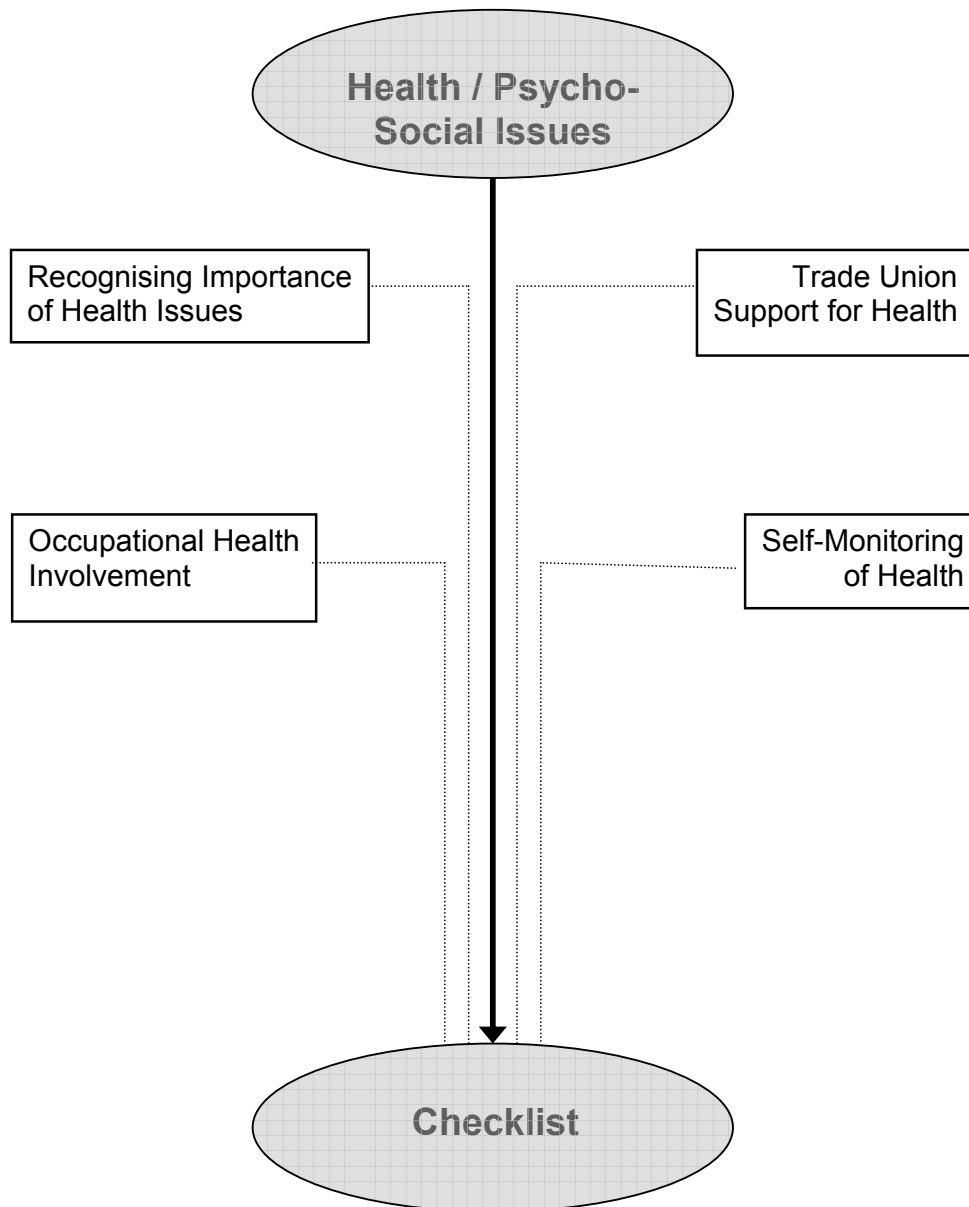 Health / Psycho-
Social Issues
Recognising Importance
of Health Issues
Trade Union
Support for Health
Occupational Health
Involvement
Self-Monitoring
of Health
Checklist